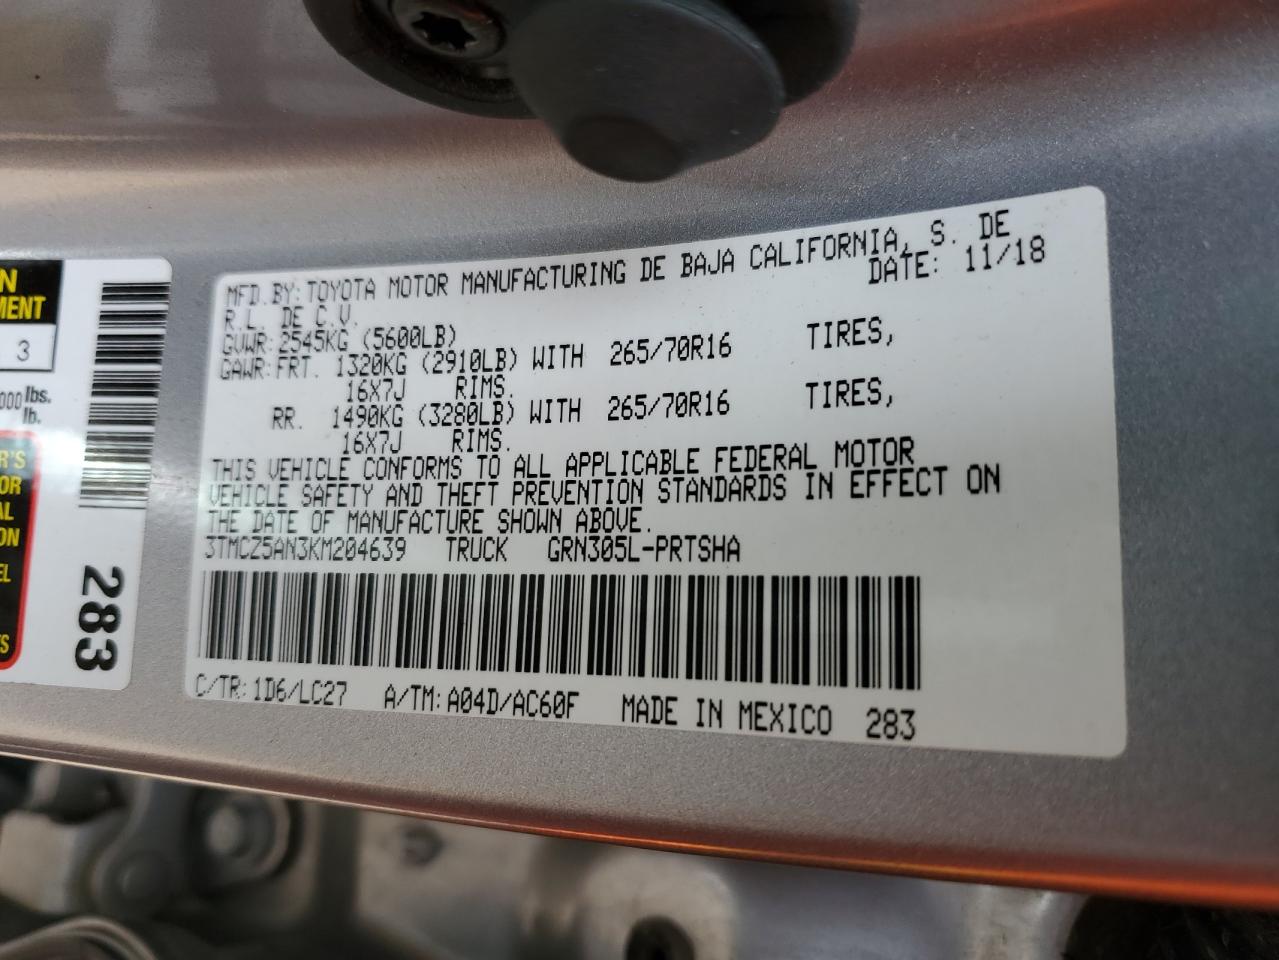 MFD. BY: TOYOTA MOTOR MANUFACTURING DE BAJA CALIFORNIA, S. DE
R.L. DE C.V. DATE: 11/18
GVWR: 2545KG (5600LB)
GAWR: FRT. 1320KG (2910LB) WITH 265/70R16 TIRES,
16X7J RIMS.
RR. 1490KG (3280LB) WITH 265/70R16 TIRES,
16X7J RIMS.
THIS VEHICLE CONFORMS TO ALL APPLICABLE FEDERAL MOTOR
VEHICLE SAFETY AND THEFT PREVENTION STANDARDS IN EFFECT ON
THE DATE OF MANUFACTURE SHOWN ABOVE.
3TMCZ5AN3KM204639 TRUCK GRN305L-PRTSHA
C/TR: 1D6/LC27 A/TM: A04D/AC60F MADE IN MEXICO 283
3
000 lbs.
lb.
283